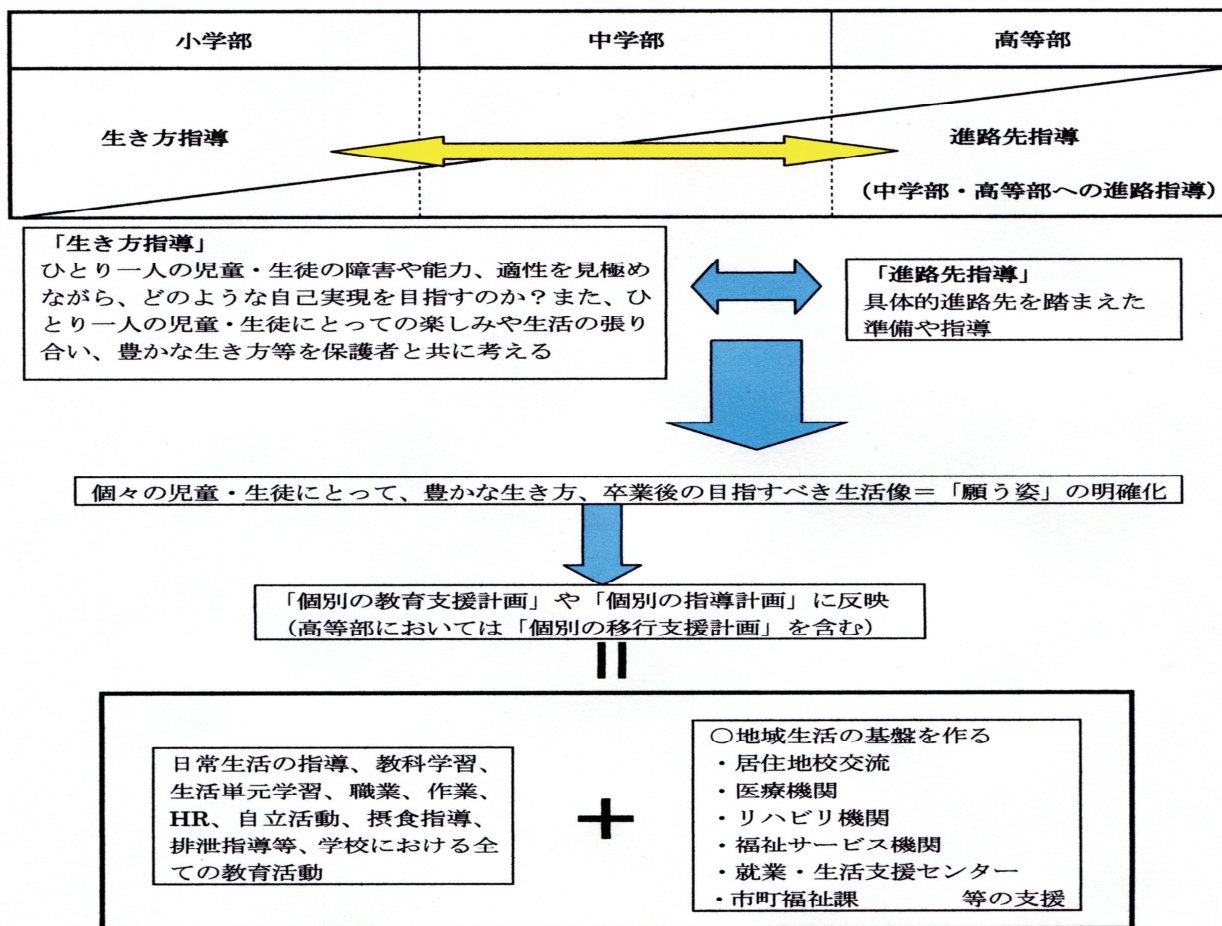 小学部
中学部
高等部
生き方指導
進路先指導
(中学部・高等部への進路指導)
「生き方指導」
ひとり一人の児童・生徒の障害や能力、適性を見極め
ながら、どのような自己実現を目指すのか？また、ひ
とり一人の児童・生徒にとっての楽しみや生活の張り
合い、豊かな生き方等を保護者と共に考える
「進路先指導」
具体的進路先を踏まえた
準備や指導
個々の児童・生徒にとって、豊かな生き方、卒業後の目指すべき生活像＝「願う姿」の明確化
「個別の教育支援計画」や「個別の指導計画」に反映
(高等部においては「個別の移行支援計画」を含む)
日常生活の指導、教科学習、
生活単元学習、職業、作業、
HR、自立活動、摂食指導、
排泄指導等、学校における全
ての教育活動
＋
○地域生活の基盤を作る
・居住地校交流
・医療機関
・リハビリ機関
・福祉サービス機関
・就業・生活支援センター
・市町福祉課　　　　等の支援